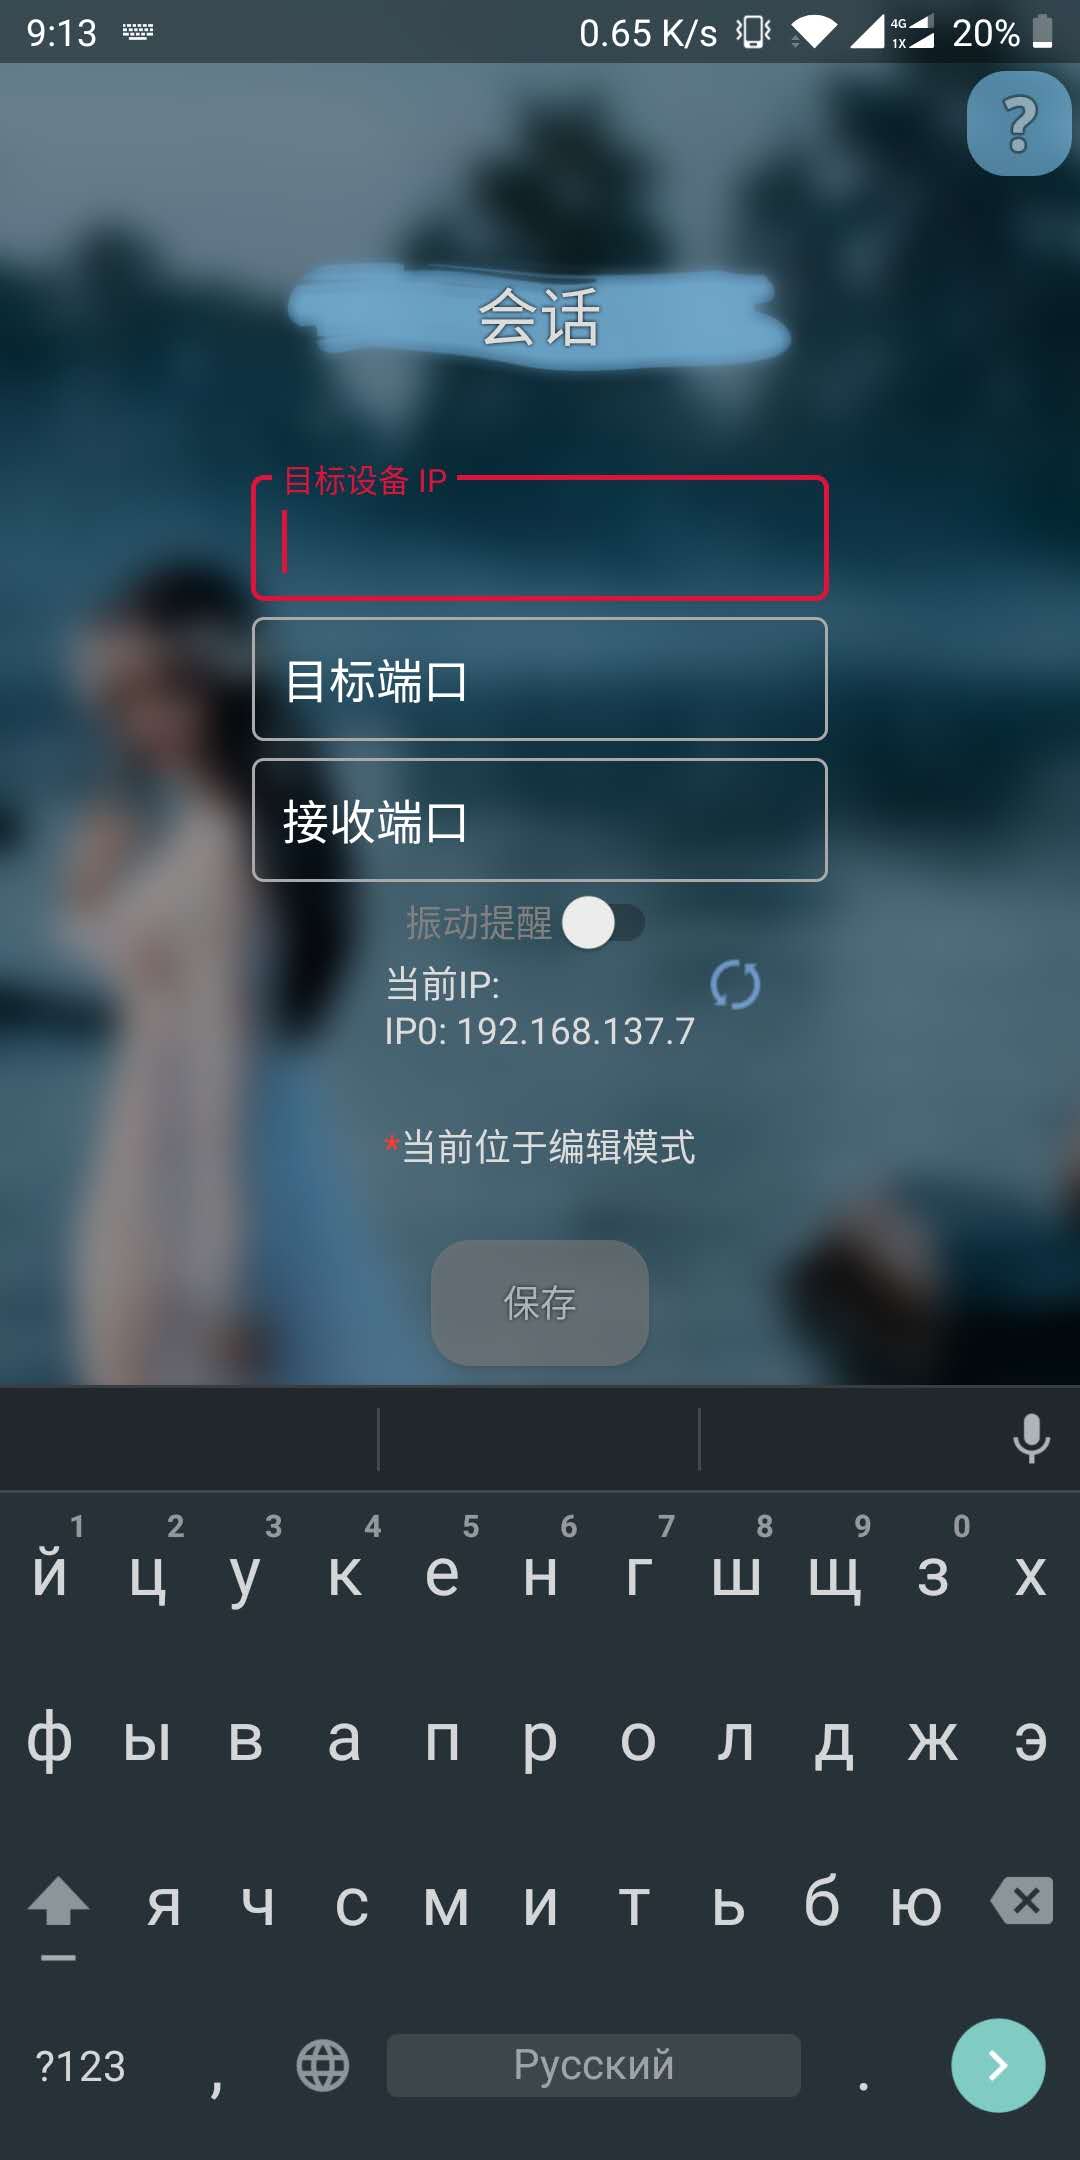 9:13 0.65 K/s 4G 1X 20%
?
会话
目标设备 IP
目标端口
接收端口
振动提醒
当前IP:
IP0: 192.168.137.7
*当前位于编辑模式
保存
1 2 3 4 5 6 7 8 9 0
й ц у к е н г ш щ з х
ф ы в а п р о л д ж э
я ч с м и т ь б ю
?123 , Русский .